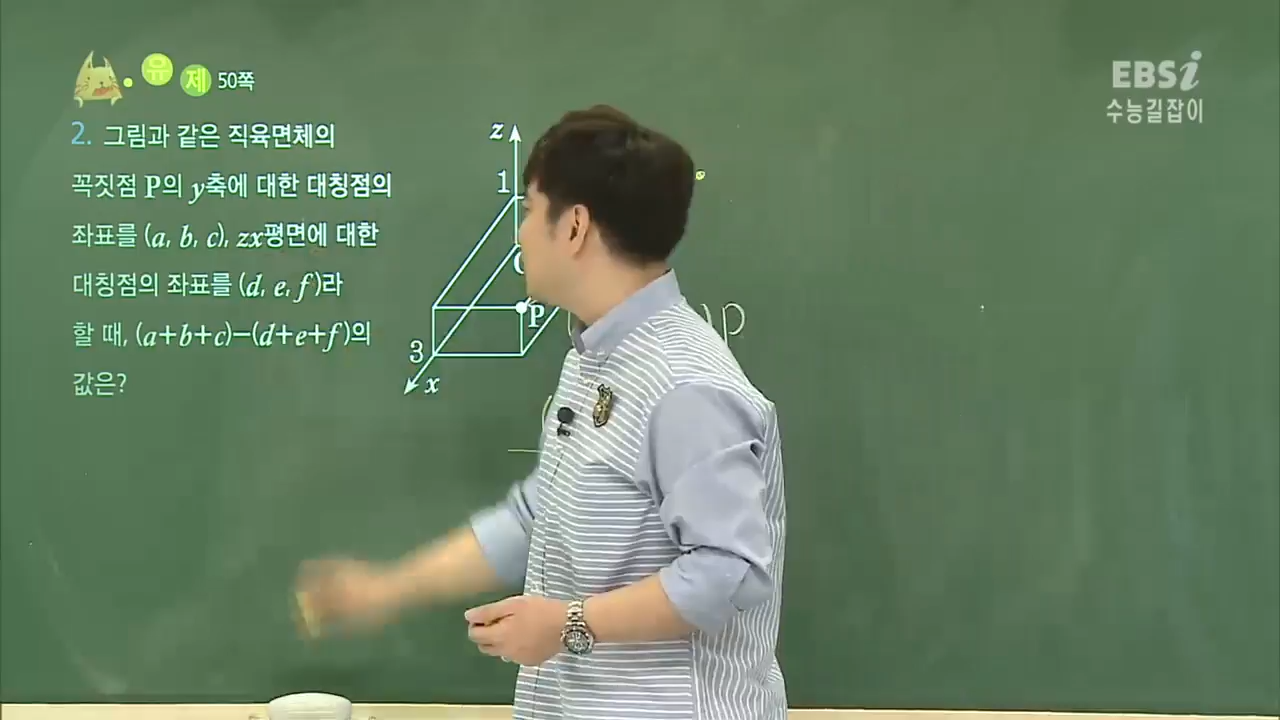 유제 50쪽
EBSi
수능길잡이
2. 그림과 같은 직육면체의
꼭짓점 P의 y축에 대한 대칭점의
좌표를 (a, b, c), zx평면에 대한
대칭점의 좌표를 (d, e, f)라
할 때, (a+b+c)−(d+e+f)의
값은?
z
1
P
3
x
P